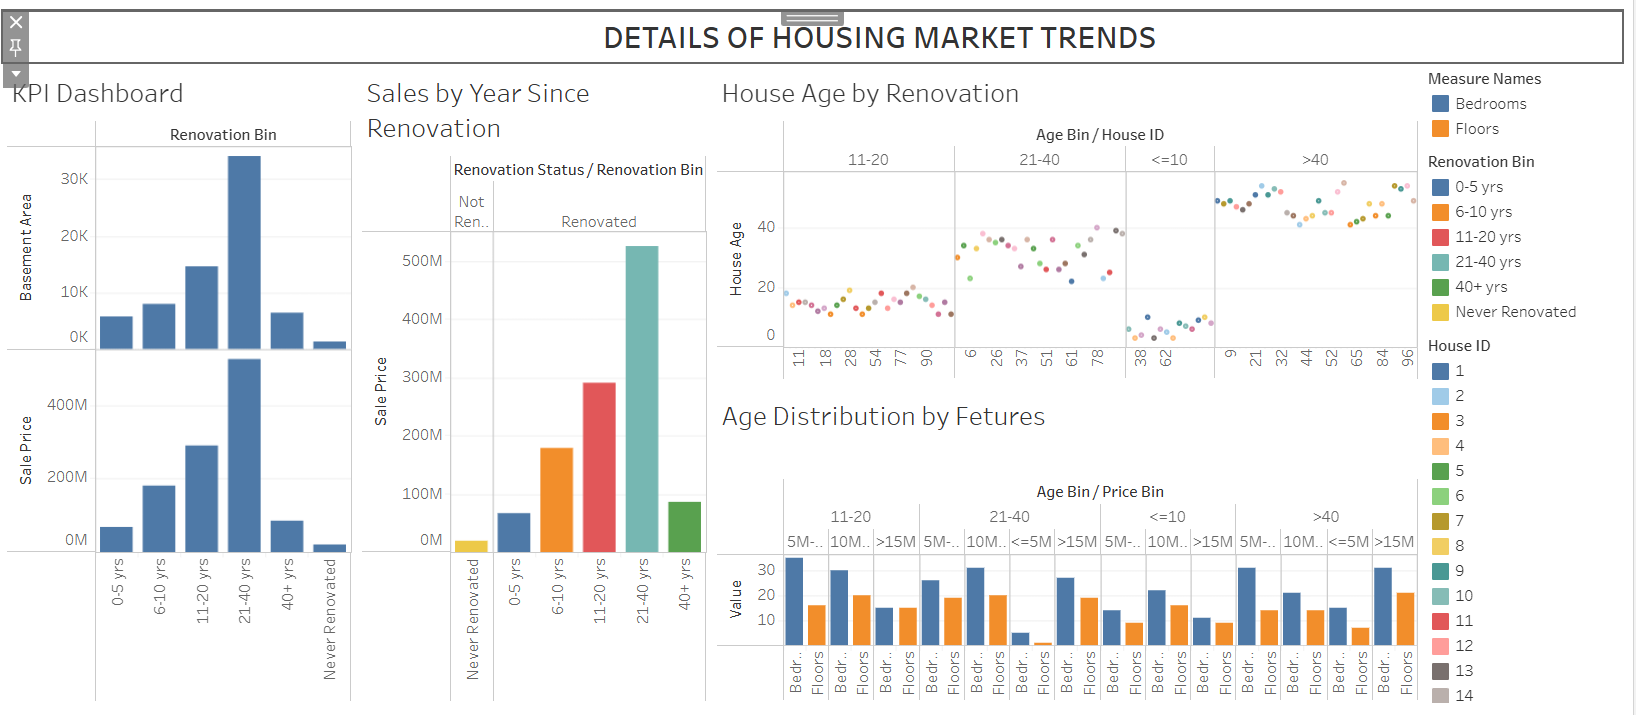 DETAILS OF HOUSING MARKET TRENDS
KPI Dashboard
Renovation Bin
Basement Area
30K
20K
10K
0K
Sale Price
400M
200M
0M
0-5 yrs
6-10 yrs
11-20 yrs
21-40 yrs
40+ yrs
Never Renovated
Sales by Year Since
Renovation
Renovation Status / Renovation Bin
Not
Ren..
Renovated
Sale Price
500M
400M
300M
200M
100M
0M
Never Renovated
0-5 yrs
6-10 yrs
11-20 yrs
21-40 yrs
40+ yrs
House Age by Renovation
Age Bin / House ID
11-20 21-40 <=10 >40
House Age
40
20
0
11 18 28 54 77 90 6 26 37 51 61 78 38 62 9 21 32 44 52 65 84 96
Age Distribution by Fetures
Age Bin / Price Bin
11-20 21-40 <=10 >40
5M-.. 10M.. >15M 5M-.. 10M.. <=5M >15M 5M-.. 10M.. >15M 5M-.. 10M.. <=5M >15M
Value
30
20
10
Bedr.. Floors Bedr.. Floors Bedr.. Floors Bedr.. Floors Bedr.. Floors Bedr.. Floors Bedr.. Floors Bedr.. Floors Bedr.. Floors Bedr.. Floors Bedr.. Floors Bedr.. Floors Bedr.. Floors Bedr.. Floors
Measure Names
Bedrooms
Floors
Renovation Bin
0-5 yrs
6-10 yrs
11-20 yrs
21-40 yrs
40+ yrs
Never Renovated
House ID
1
2
3
4
5
6
7
8
9
10
11
12
13
14